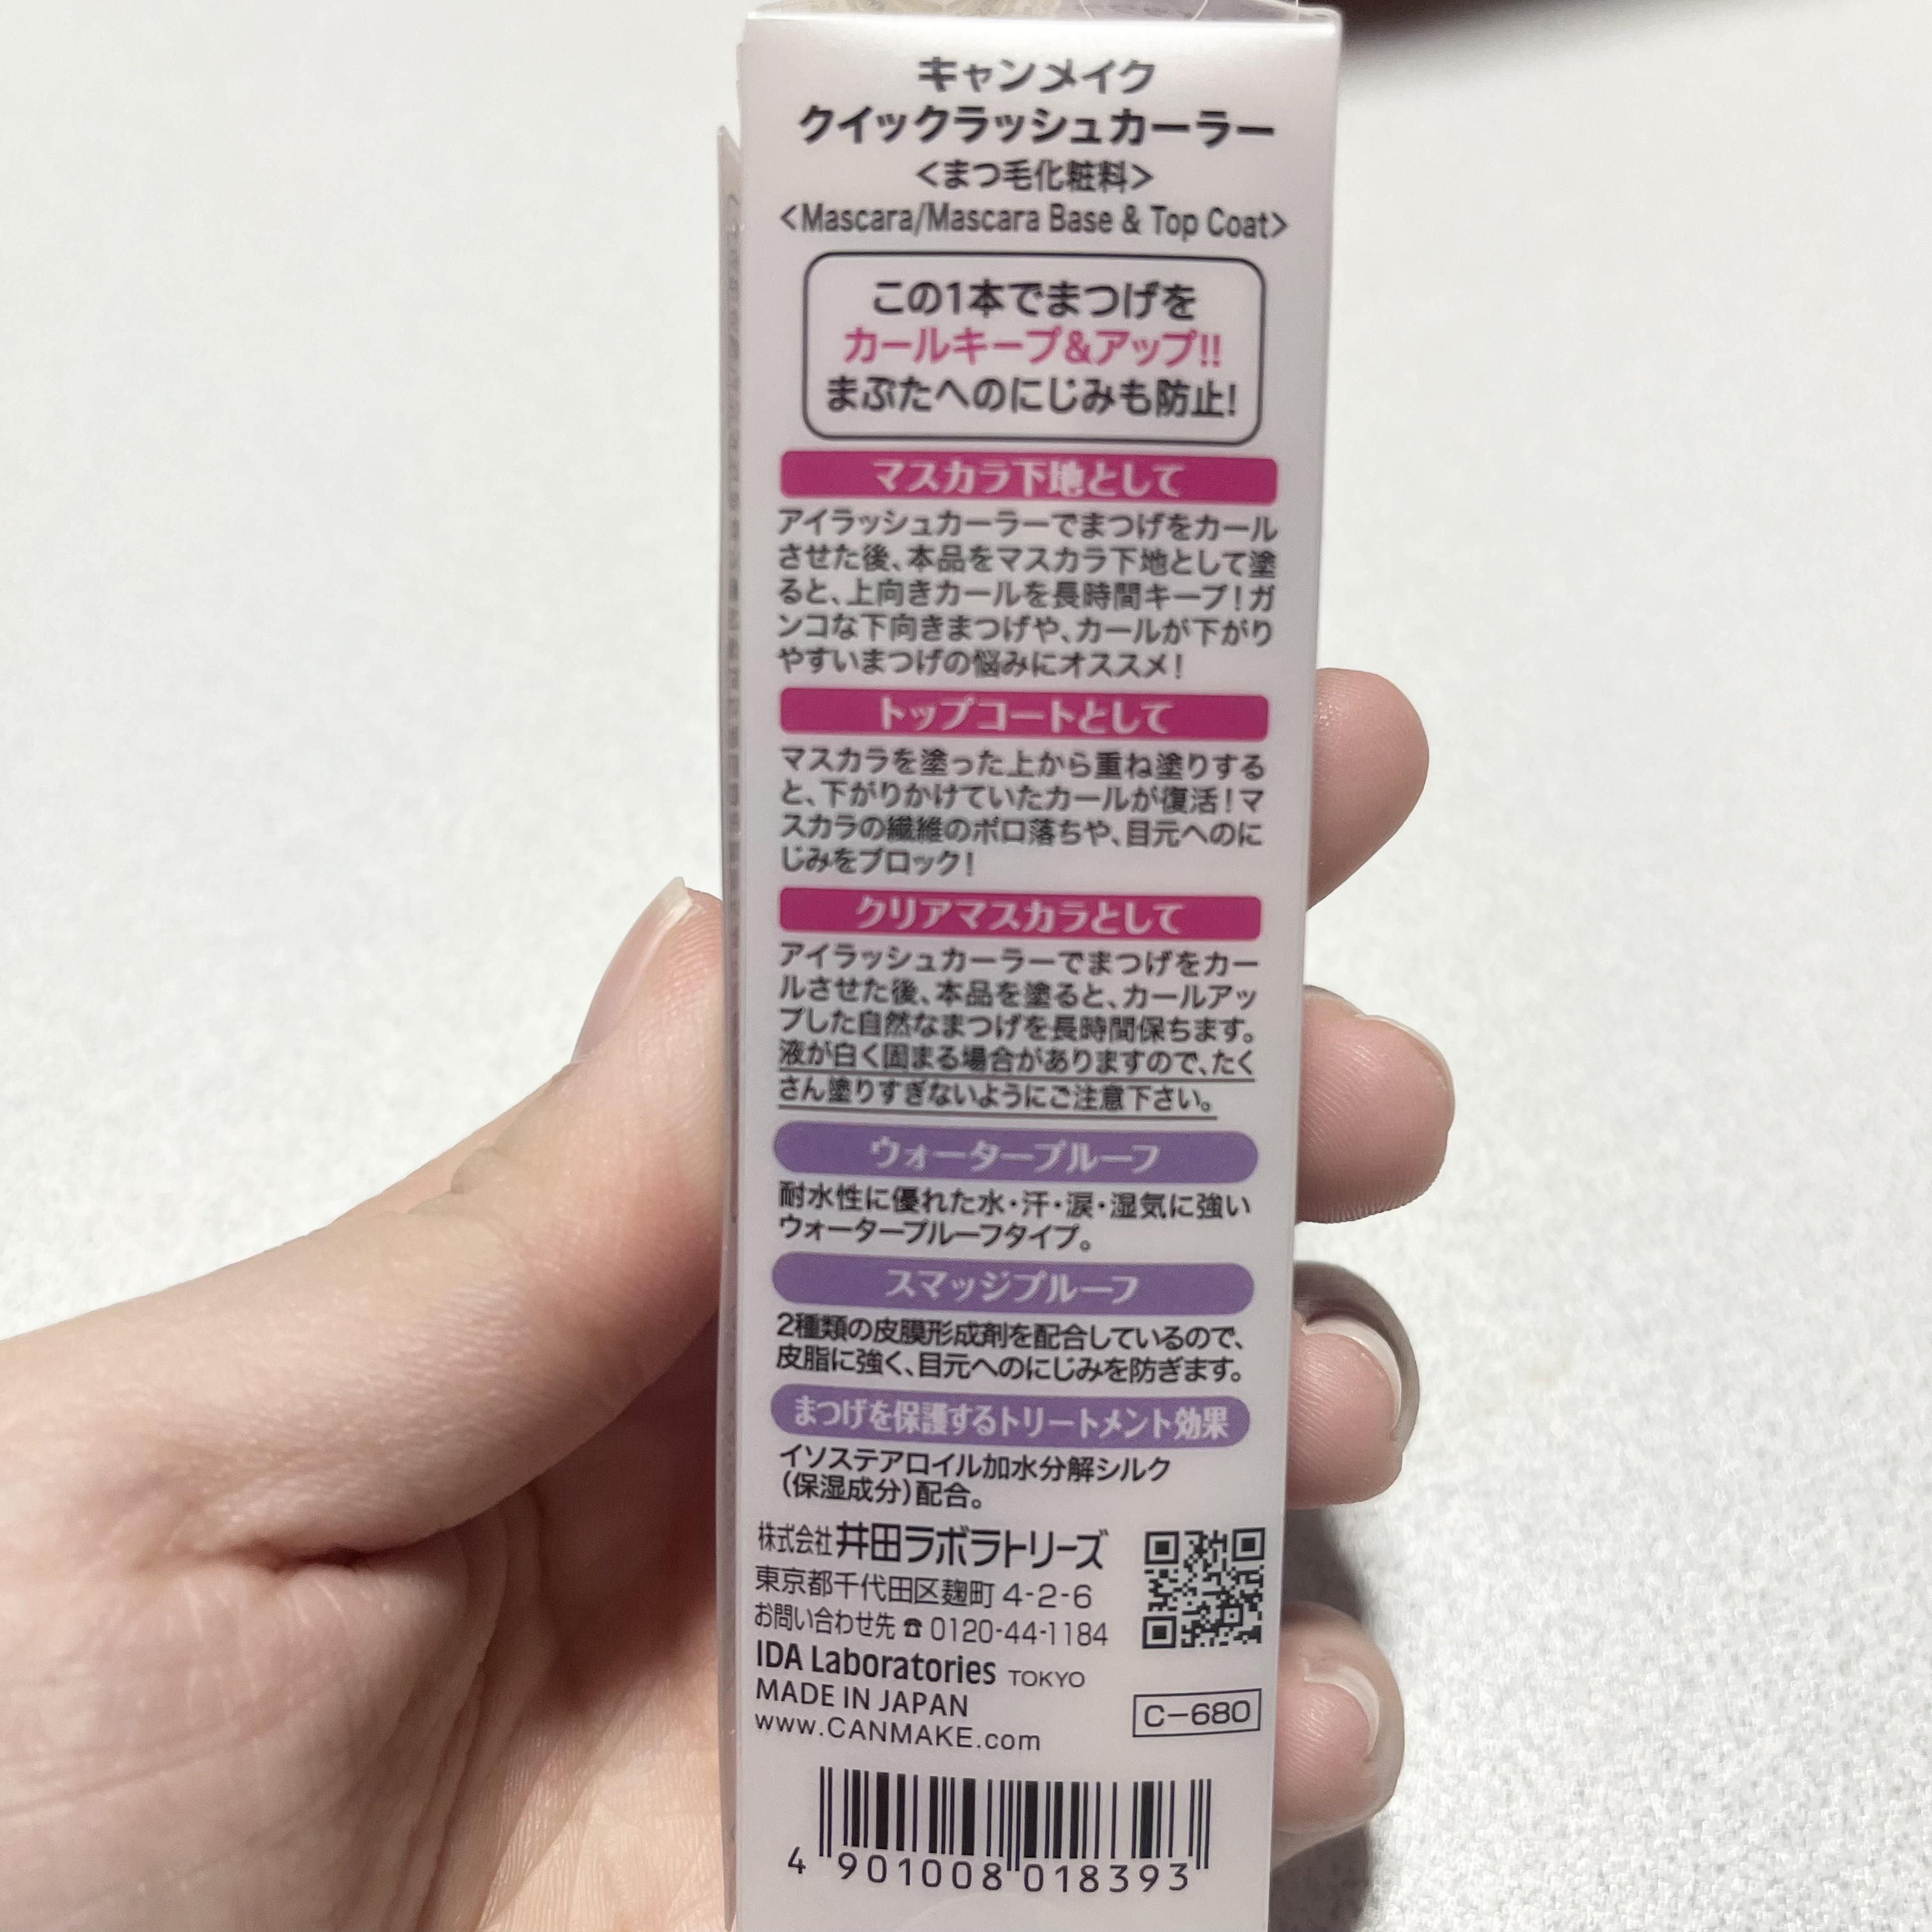 キャンメイク
クイックラッシュカーラー
<まつ毛化粧料>
<Mascara/Mascara Base & Top Coat>
この1本でまつげを
カールキープ&アップ!!
まぶたへのにじみも防止!
マスカラ下地として
アイラッシュカーラーでまつげをカール
させた後、本品をマスカラ下地として塗
ると、上向きカールを長時間キープ!ガ
ンコな下向きまつげや、カールが下がり
やすいまつげの悩みにオススメ!
トップコートとして
マスカラを塗った上から重ね塗りする
と、下がりかけていたカールが復活!マ
スカラの繊維のポロ落ちや、目元へのに
じみをブロック!
クリアマスカラとして
アイラッシュカーラーでまつげをカー
ルさせた後、本品を塗ると、カールアッ
プした自然なまつげを長時間保ちます。
液が白く固まる場合がありますので、たく
さん塗りすぎないようにご注意下さい。
ウォータープルーフ
耐水性に優れた水・汗・涙・湿気に強い
ウォータープルーフタイプ。
スマッジプルーフ
2種類の皮膜形成剤を配合しているので、
皮脂に強く、目元へのにじみを防ぎます。
まつげを保護するトリートメント効果
イソステアロイル加水分解シルク
(保湿成分)配合。
株式会社 井田ラボラトリーズ
東京都千代田区麹町 4-2-6
お問い合わせ先 ☎ 0120-44-1184
IDA Laboratories TOKYO
MADE IN JAPAN
www.CANMAKE.com
C-680
4 901008 018393